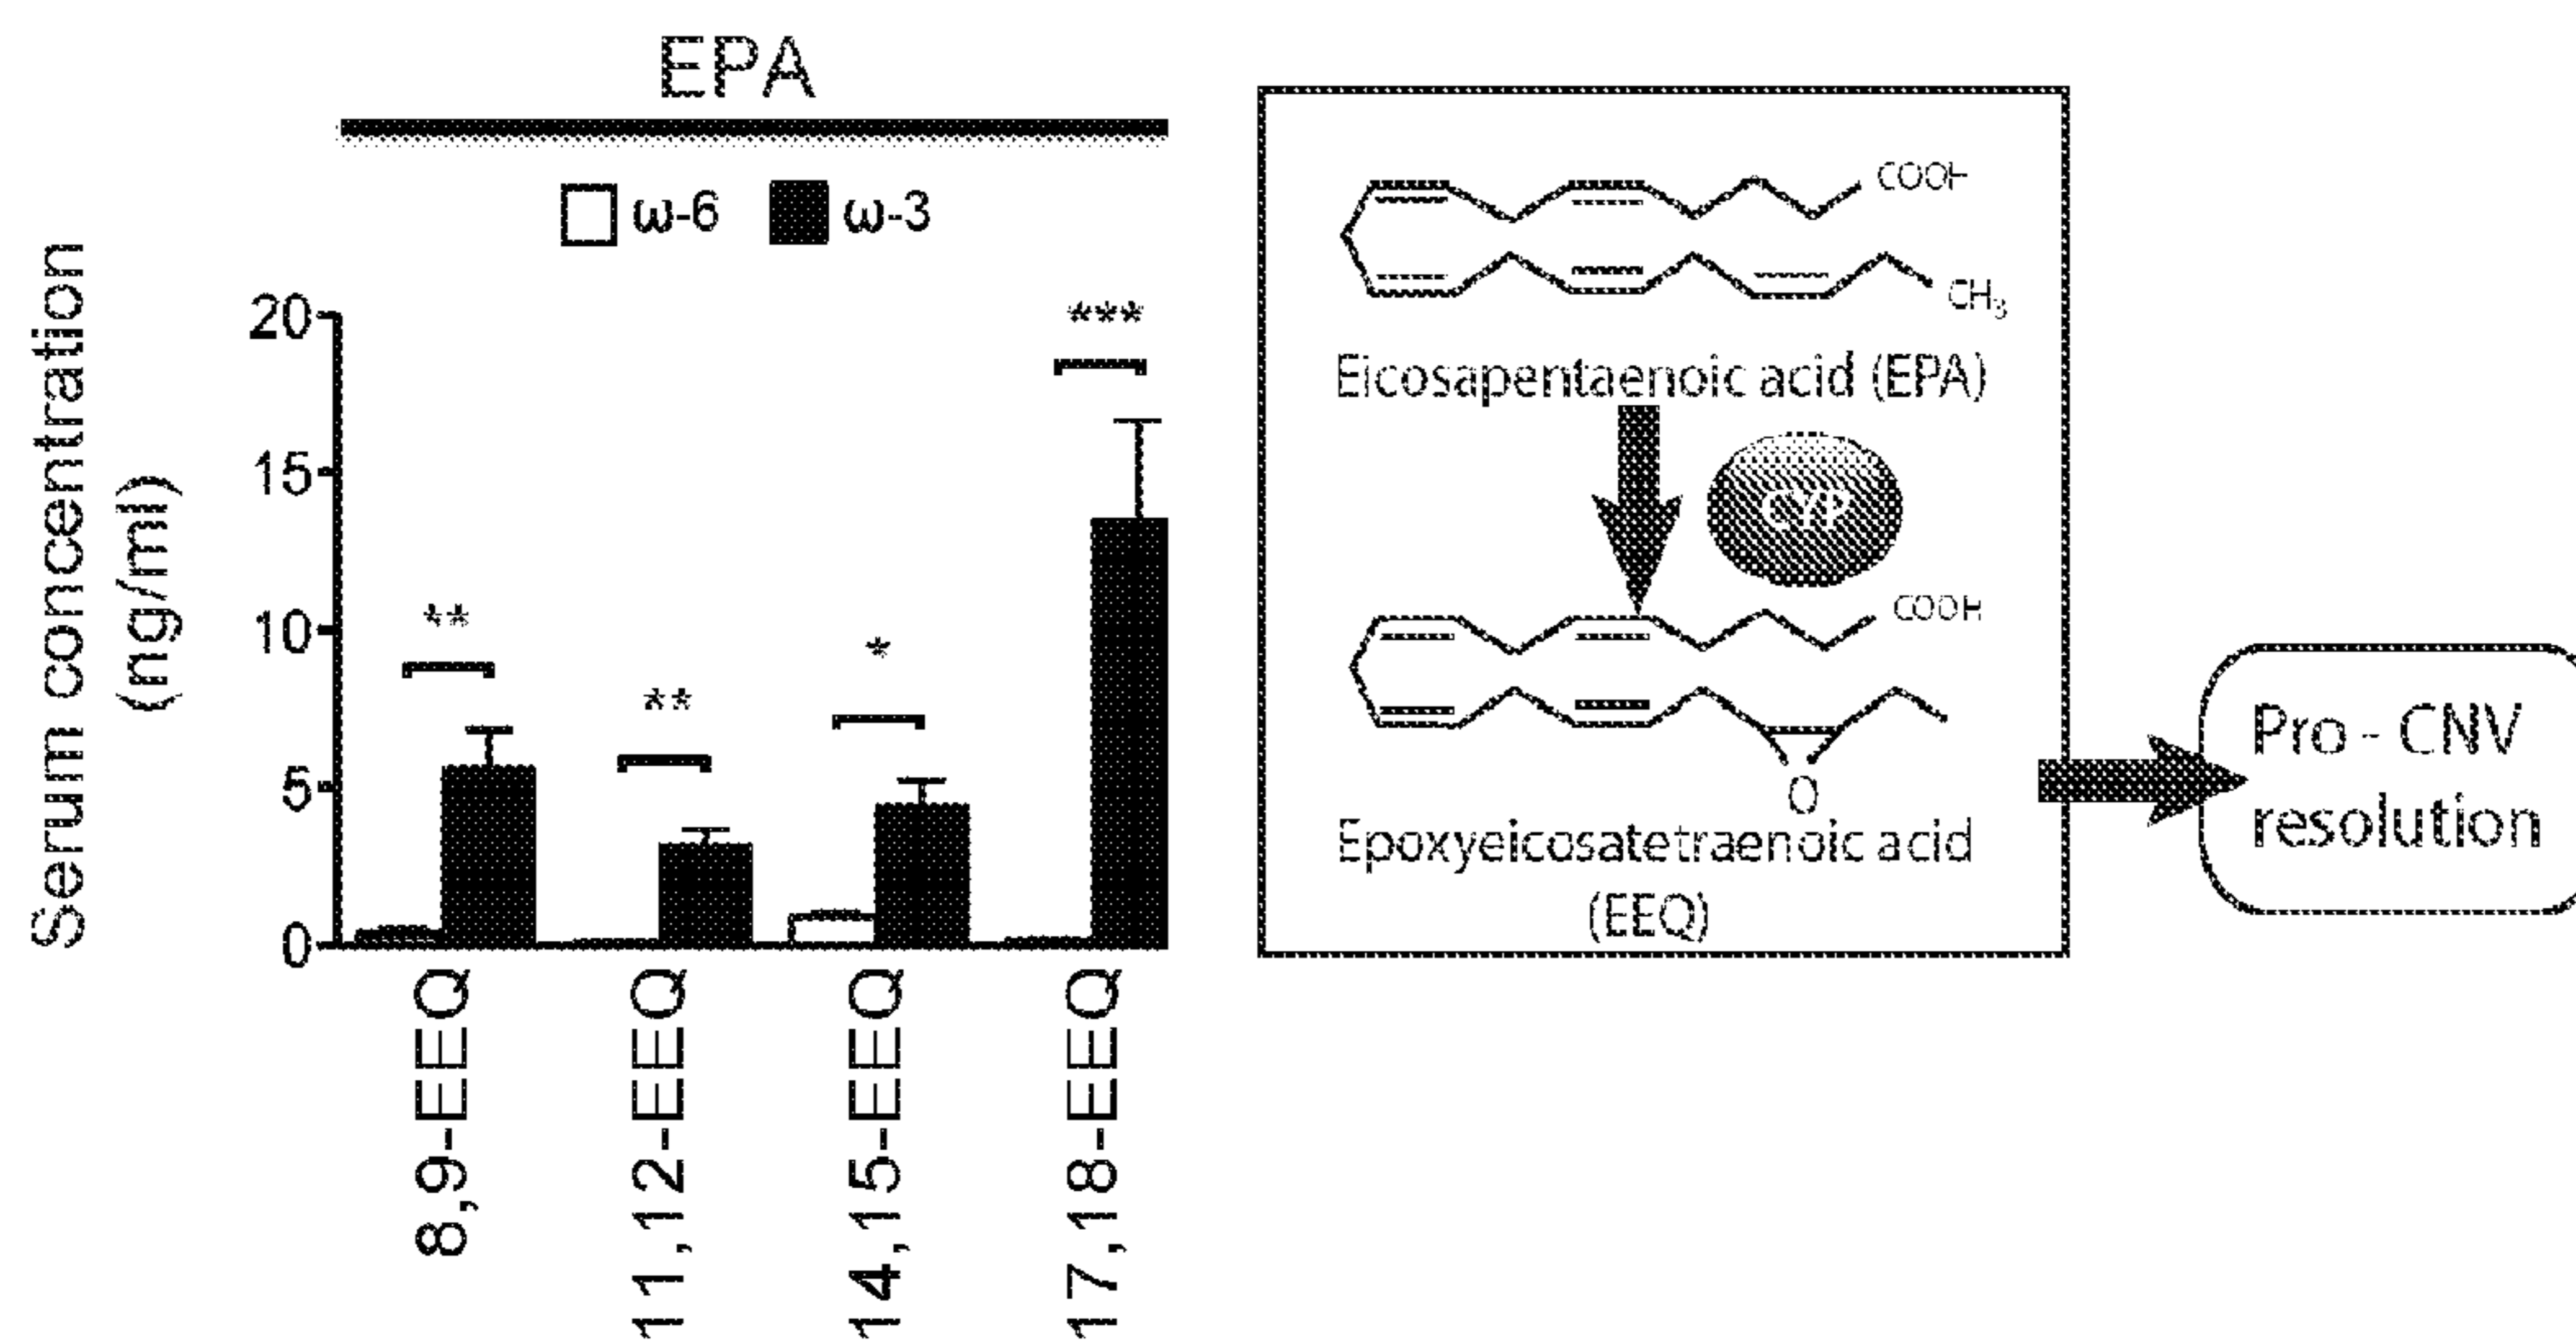 EPA
ω-6
ω-3
Serum concentration
(ng/ml)
20
15
10
5
0
**
**
*
***
8,9-EEQ
11,12-EEQ
14,15-EEQ
17,18-EEQ
COOH
CH₃
Eicosapentaenoic acid (EPA)
CYP
COOH
O
Epoxyeicosatetraenoic acid
(EEQ)
Pro - CNV
resolution